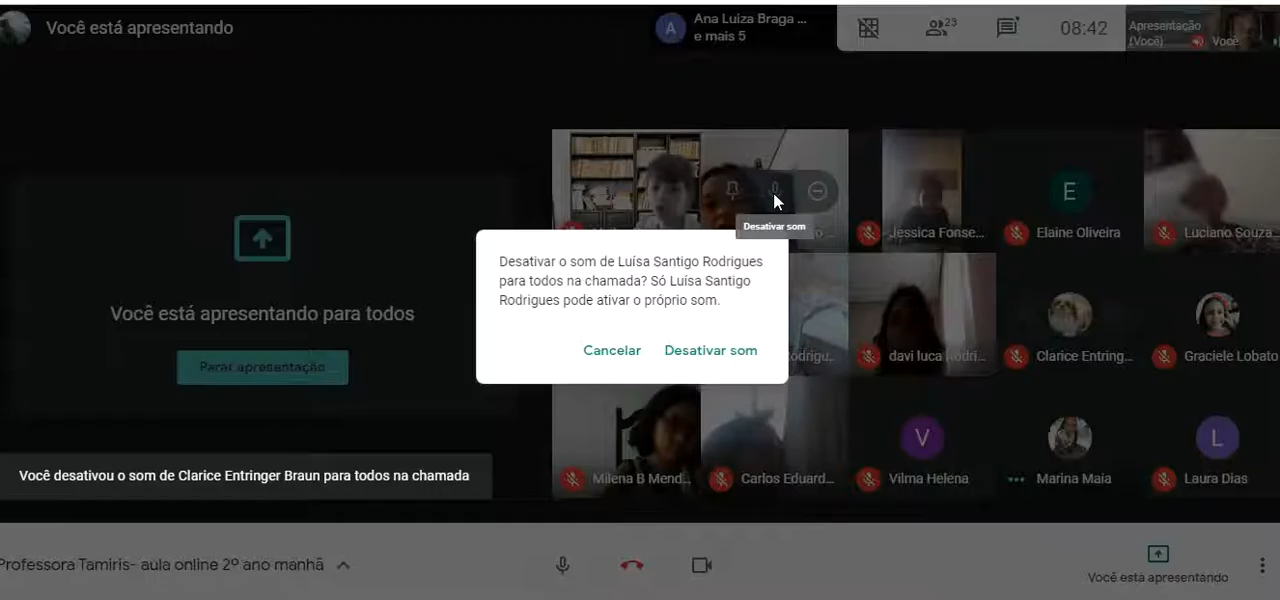 Você está apresentando
A
Ana Luiza Braga ...
e mais 5
23
08:42
Apresentação
(Você)
Você
Desativar som
Jessica Fonse...
E
Elaine Oliveira
Luciano Souza...
Desativar o som de Luísa Santigo Rodrigues
para todos na chamada? Só Luísa Santigo
Rodrigues pode ativar o próprio som.
Cancelar
Desativar som
Você está apresentando para todos
Parar apresentação
davi luca Rodri...
Clarice Entring...
Graciele Lobato
Você desativou o som de Clarice Entringer Braun para todos na chamada
Milena B Mend...
Carlos Eduard...
V
Vilma Helena
Marina Maia
L
Laura Dias
Professora Tamiris- aula online 2º ano manhã
Você está apresentando